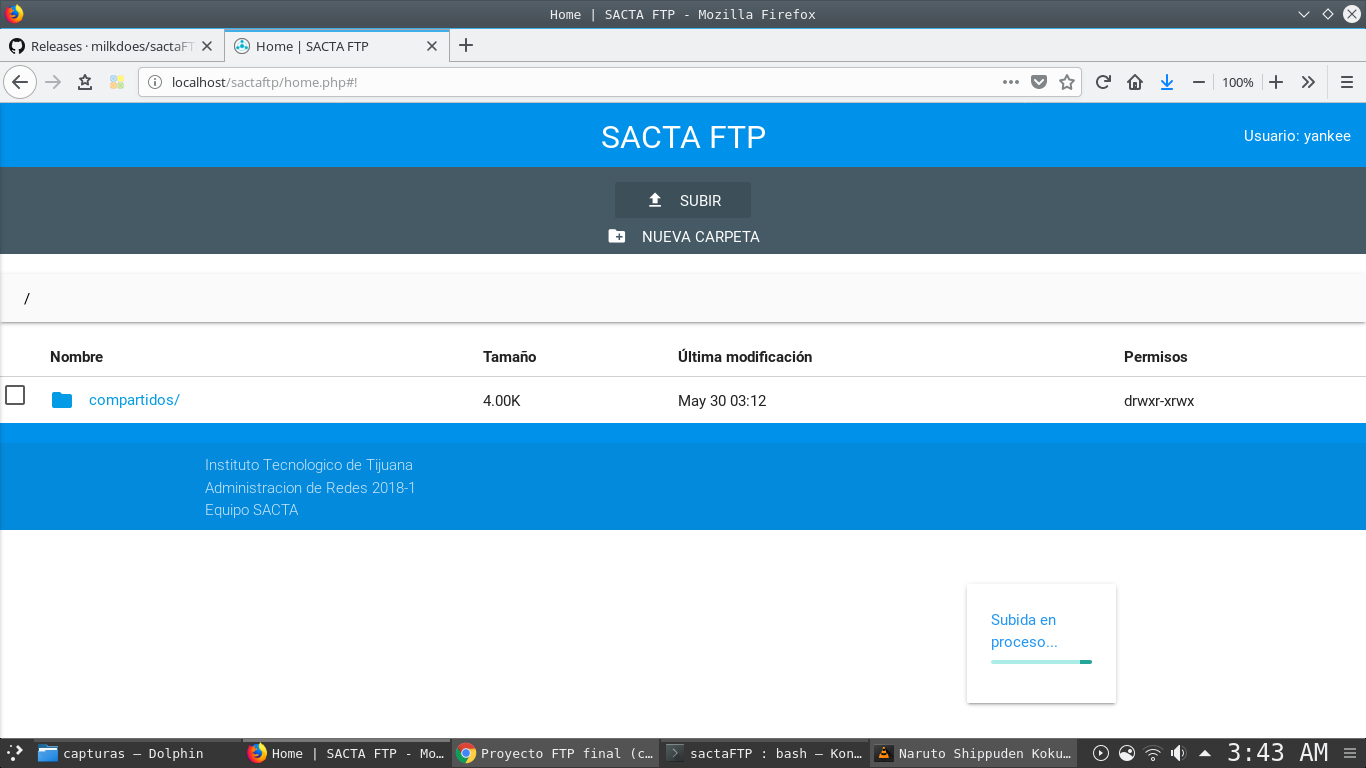 Home | SACTA FTP - Mozilla Firefox
Releases · milkdoes/sactaFT
Home | SACTA FTP
localhost/sactaftp/home.php#!
100%
SACTA FTP
Usuario: yankee
SUBIR
NUEVA CARPETA
/
Nombre Tamaño Última modificación Permisos
compartidos/ 4.00K May 30 03:12 drwxr-xrwx
Instituto Tecnologico de Tijuana
Administracion de Redes 2018-1
Equipo SACTA
Subida en
proceso...
capturas — Dolphin
Home | SACTA FTP - Mo...
Proyecto FTP final (c...
sactaFTP : bash — Kon...
Naruto Shippuden Koku...
3:43 AM